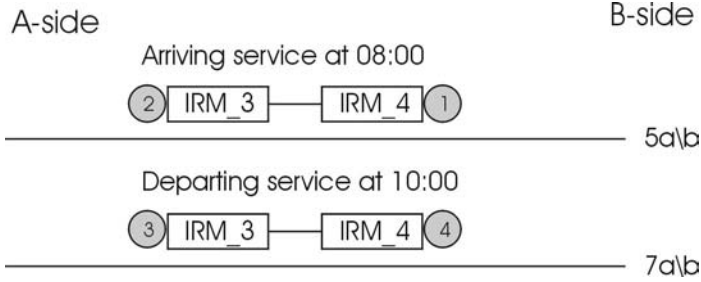 A-side B-side
Arriving service at 08:00
2 IRM_3 IRM_4 1
5a\b
Departing service at 10:00
3 IRM_3 IRM_4 4
7a\b